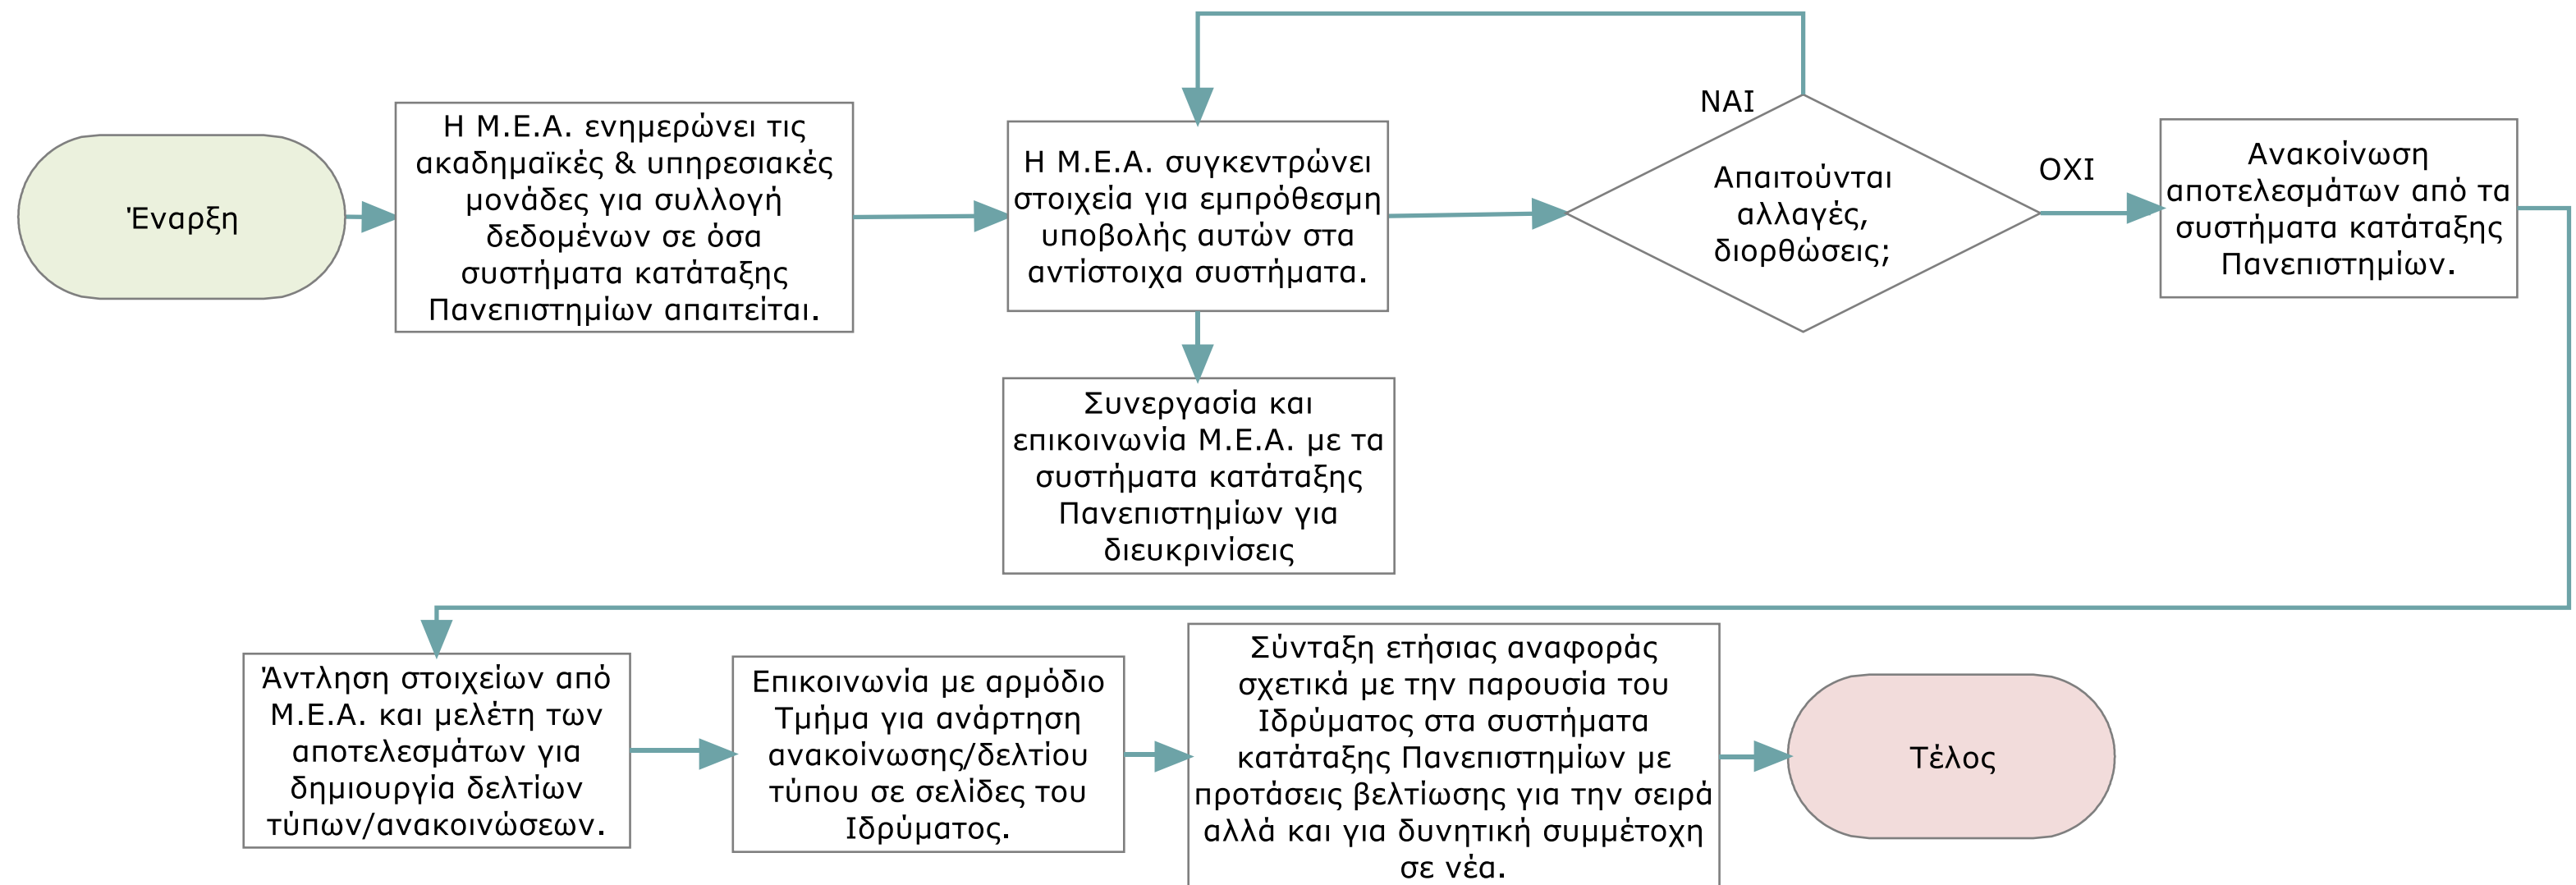 Έναρξη
Η Μ.Ε.Α. ενημερώνει τις
ακαδημαϊκές & υπηρεσιακές
μονάδες για συλλογή
δεδομένων σε όσα
συστήματα κατάταξης
Πανεπιστημίων απαιτείται.
Η Μ.Ε.Α. συγκεντρώνει
στοιχεία για εμπρόθεσμη
υποβολής αυτών στα
αντίστοιχα συστήματα.
Συνεργασία και
επικοινωνία Μ.Ε.Α. με τα
συστήματα κατάταξης
Πανεπιστημίων για
διευκρινίσεις
ΝΑΙ
Απαιτούνται
αλλαγές,
διορθώσεις;
ΟΧΙ
Ανακοίνωση
αποτελεσμάτων από τα
συστήματα κατάταξης
Πανεπιστημίων.
Άντληση στοιχείων από
Μ.Ε.Α. και μελέτη των
αποτελεσμάτων για
δημιουργία δελτίων
τύπων/ανακοινώσεων.
Επικοινωνία με αρμόδιο
Τμήμα για ανάρτηση
ανακοίνωσης/δελτίου
τύπου σε σελίδες του
Ιδρύματος.
Σύνταξη ετήσιας αναφοράς
σχετικά με την παρουσία του
Ιδρύματος στα συστήματα
κατάταξης Πανεπιστημίων με
προτάσεις βελτίωσης για την σειρά
αλλά και για δυνητική συμμέτοχη
σε νέα.
Τέλος